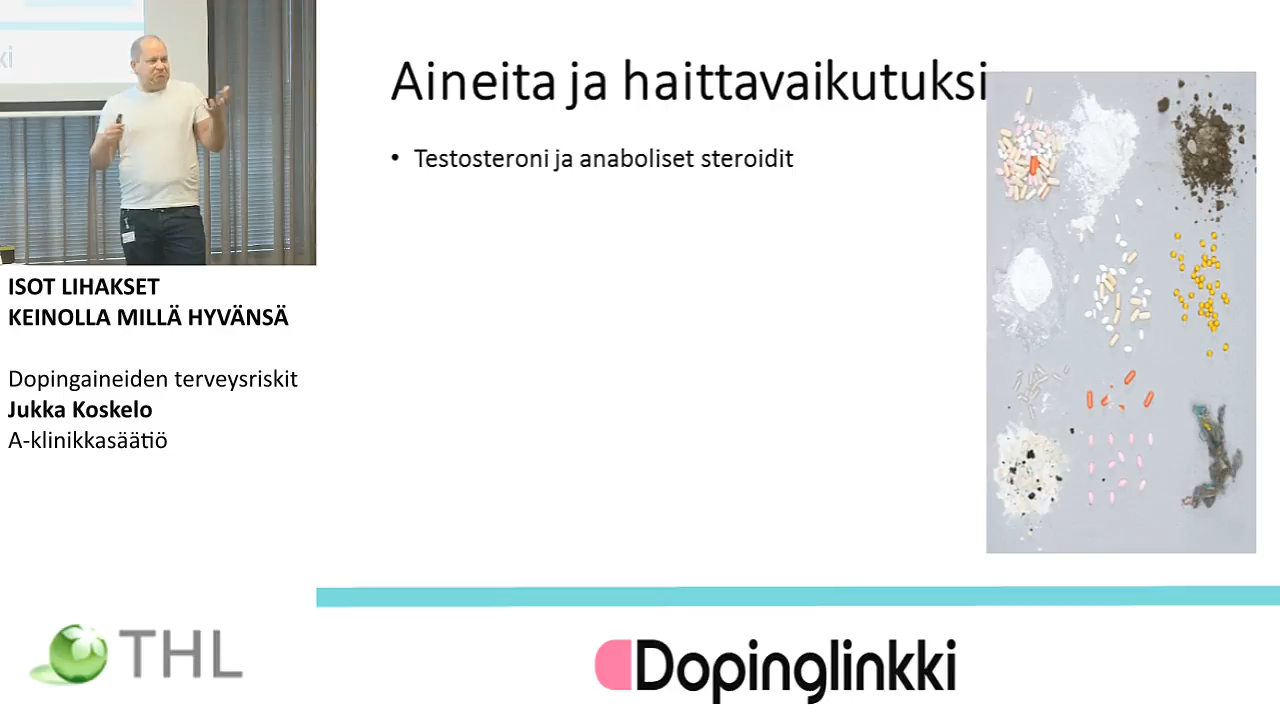 ki
ISOT LIHAKSET
KEINOLLA MILLÄ HYVÄNSÄ
Dopingaineiden terveysriskit
Jukka Koskelo
A-klinikkasäätiö
THL
Aineita ja haittavaikutuksi
• Testosteroni ja anaboliset steroidit
Dopinglinkki